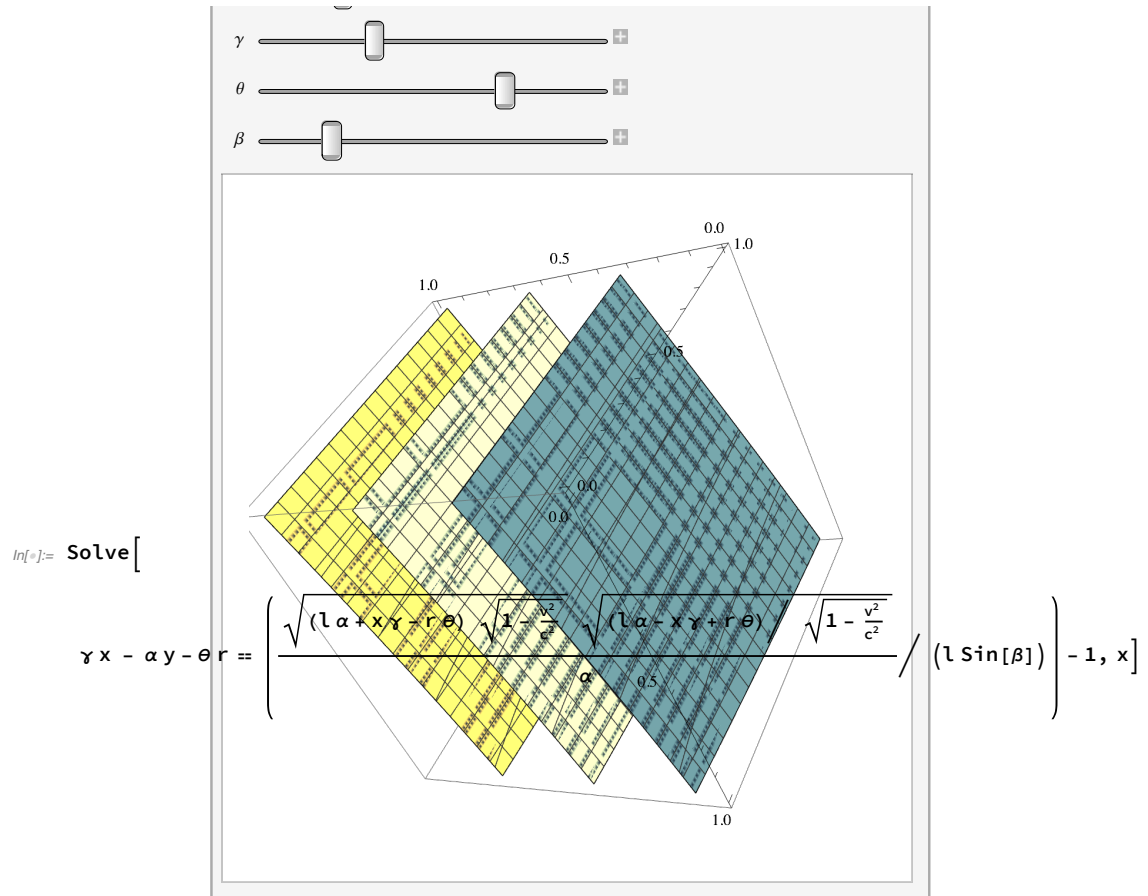 γ
θ
β
0.0
1.0
0.5
1.0
0.5
0.0
0.0
In[•]:= Solve[
γ x - α y - θ r == (√((l α + x γ - r θ) √(1 - v²/c²)) √((l α - x γ + r θ) √(1 - v²/c²)) / α / (l Sin[β])) - 1, x]
0.5
1.0